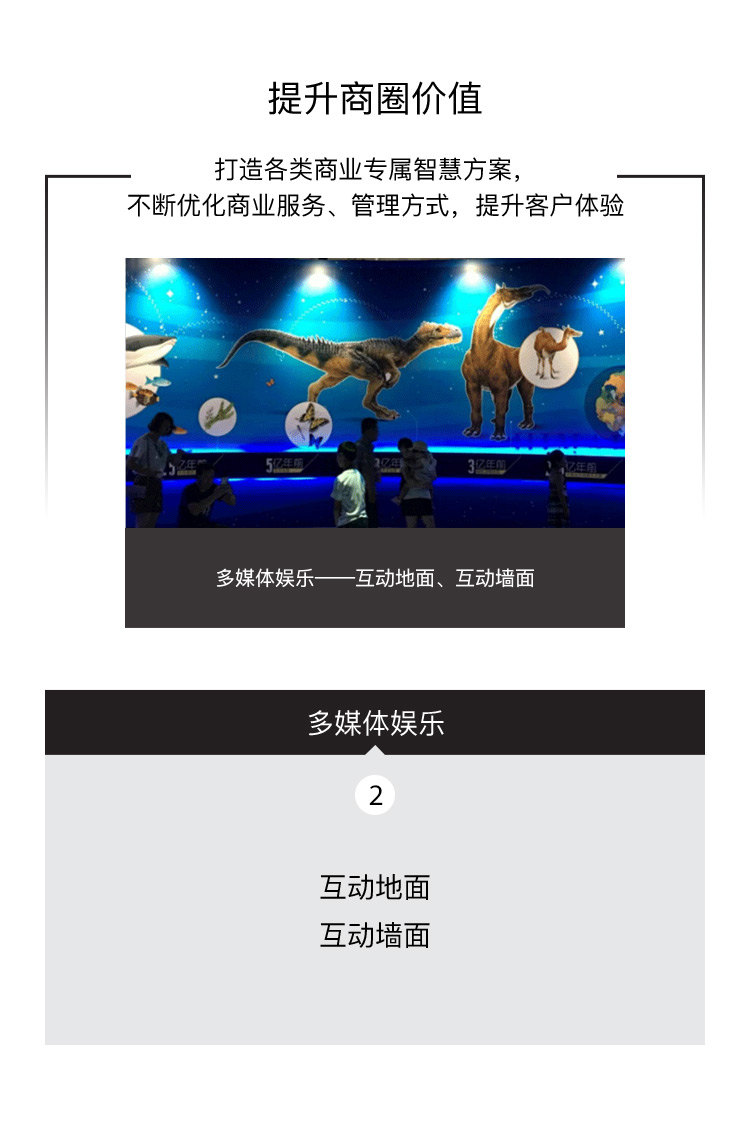 提升商圈价值
打造各类商业专属智慧方案，
不断优化商业服务、管理方式，提升客户体验
5亿年前
3亿年前
亿年前
多媒体娱乐——互动地面、互动墙面
多媒体娱乐
2
互动地面
互动墙面